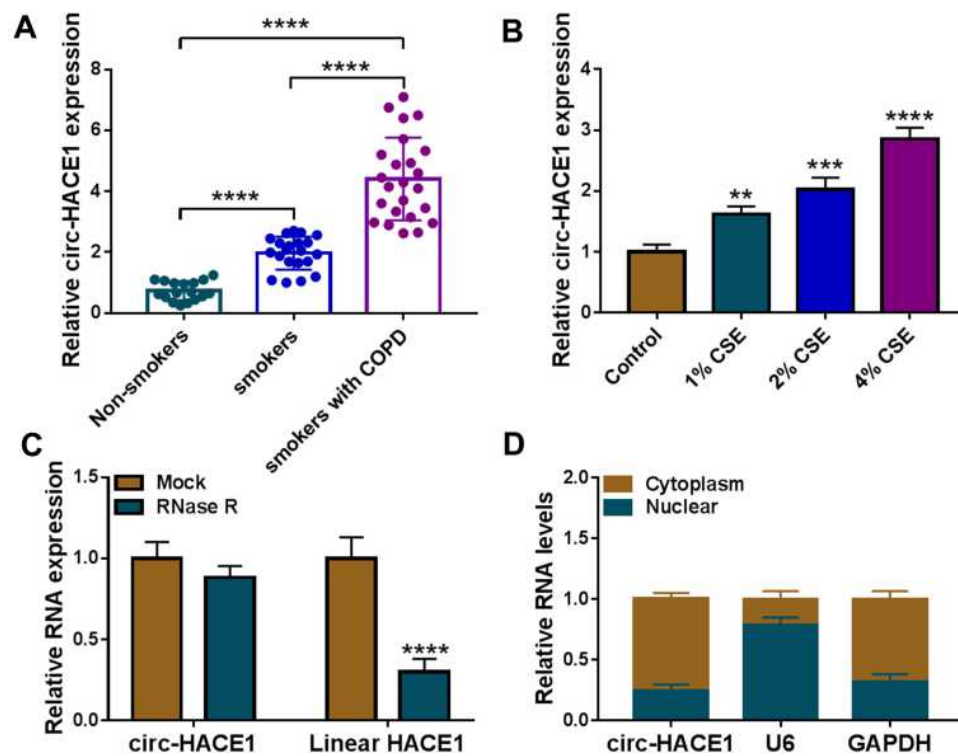 A
Relative circ-HACE1 expression
8
6
4
2
0
****
****
****
Non-smokers
smokers
smokers with COPD
B
Relative circ-HACE1 expression
4
3
2
1
0
**
***
****
Control
1% CSE
2% CSE
4% CSE
C
Relative RNA expression
1.5
1.0
0.5
0.0
Mock
RNase R
****
circ-HACE1
Linear HACE1
D
Relative RNA levels
2.0
1.5
1.0
0.5
0.0
Cytoplasm
Nuclear
circ-HACE1
U6
GAPDH